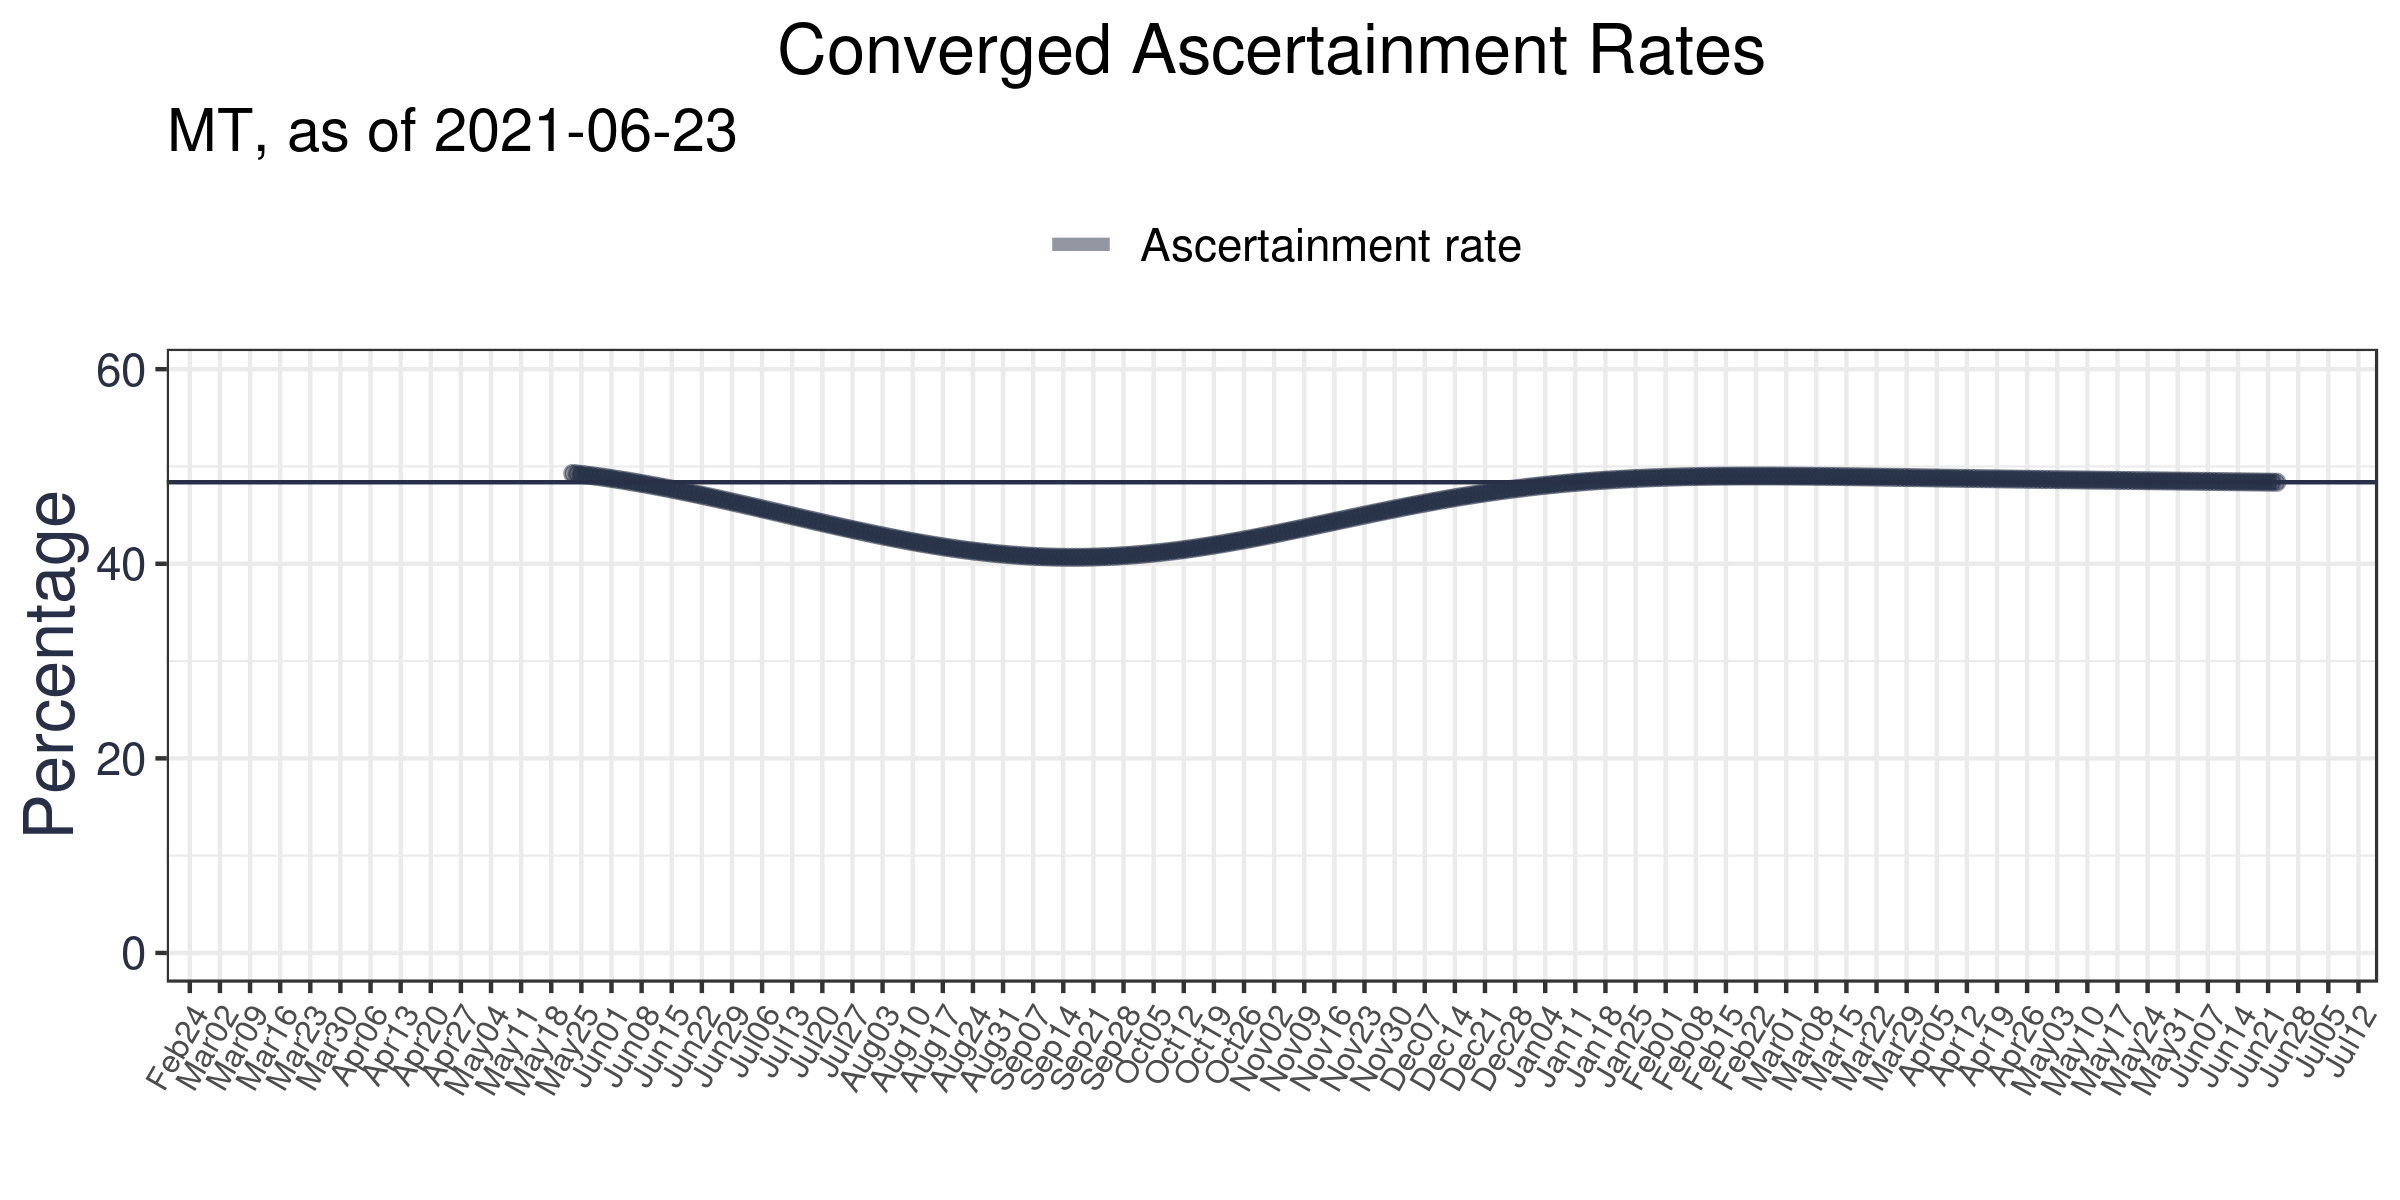 Converged Ascertainment Rates
MT, as of 2021-06-23
Ascertainment rate
Percentage
60
40
20
0
Feb24
Mar02
Mar09
Mar16
Mar23
Mar30
Apr06
Apr13
Apr20
Apr27
May04
May11
May18
May25
Jun01
Jun08
Jun15
Jun22
Jun29
Jul06
Jul13
Jul20
Jul27
Aug03
Aug10
Aug17
Aug24
Aug31
Sep07
Sep14
Sep21
Sep28
Oct05
Oct12
Oct19
Oct26
Nov02
Nov09
Nov16
Nov23
Nov30
Dec07
Dec14
Dec21
Dec28
Jan04
Jan11
Jan18
Jan25
Feb01
Feb08
Feb15
Feb22
Mar01
Mar08
Mar15
Mar22
Mar29
Apr05
Apr12
Apr19
Apr26
May03
May10
May17
May24
May31
Jun07
Jun14
Jun21
Jun28
Jul05
Jul12